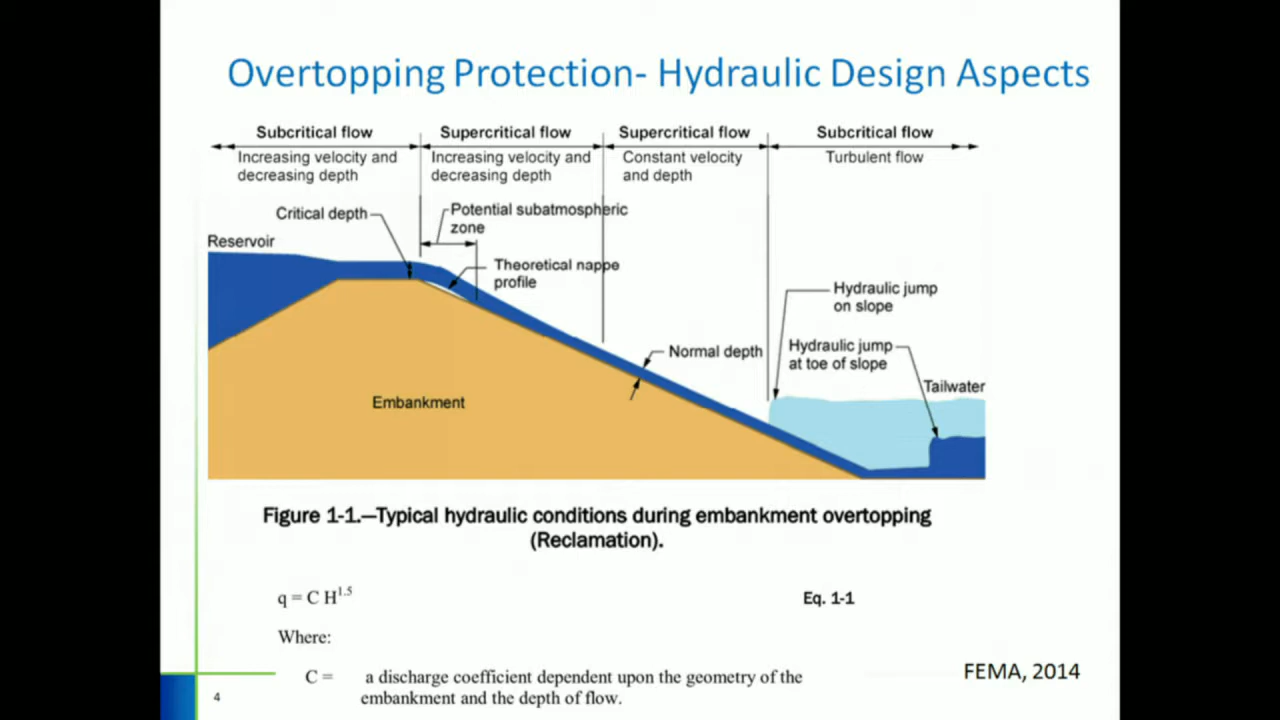 Overtopping Protection- Hydraulic Design Aspects
Subcritical flow
Supercritical flow
Supercritical flow
Subcritical flow
Increasing velocity and
decreasing depth
Increasing velocity and
decreasing depth
Constant velocity
and depth
Turbulent flow
Critical depth
Potential subatmospheric
zone
Reservoir
Theoretical nappe
profile
Hydraulic jump
on slope
Normal depth
Hydraulic jump
at toe of slope
Tailwater
Embankment
Figure 1-1.—Typical hydraulic conditions during embankment overtopping
(Reclamation).
q = C H^1.5
Eq. 1-1
Where:
C = a discharge coefficient dependent upon the geometry of the
embankment and the depth of flow.
FEMA, 2014
4